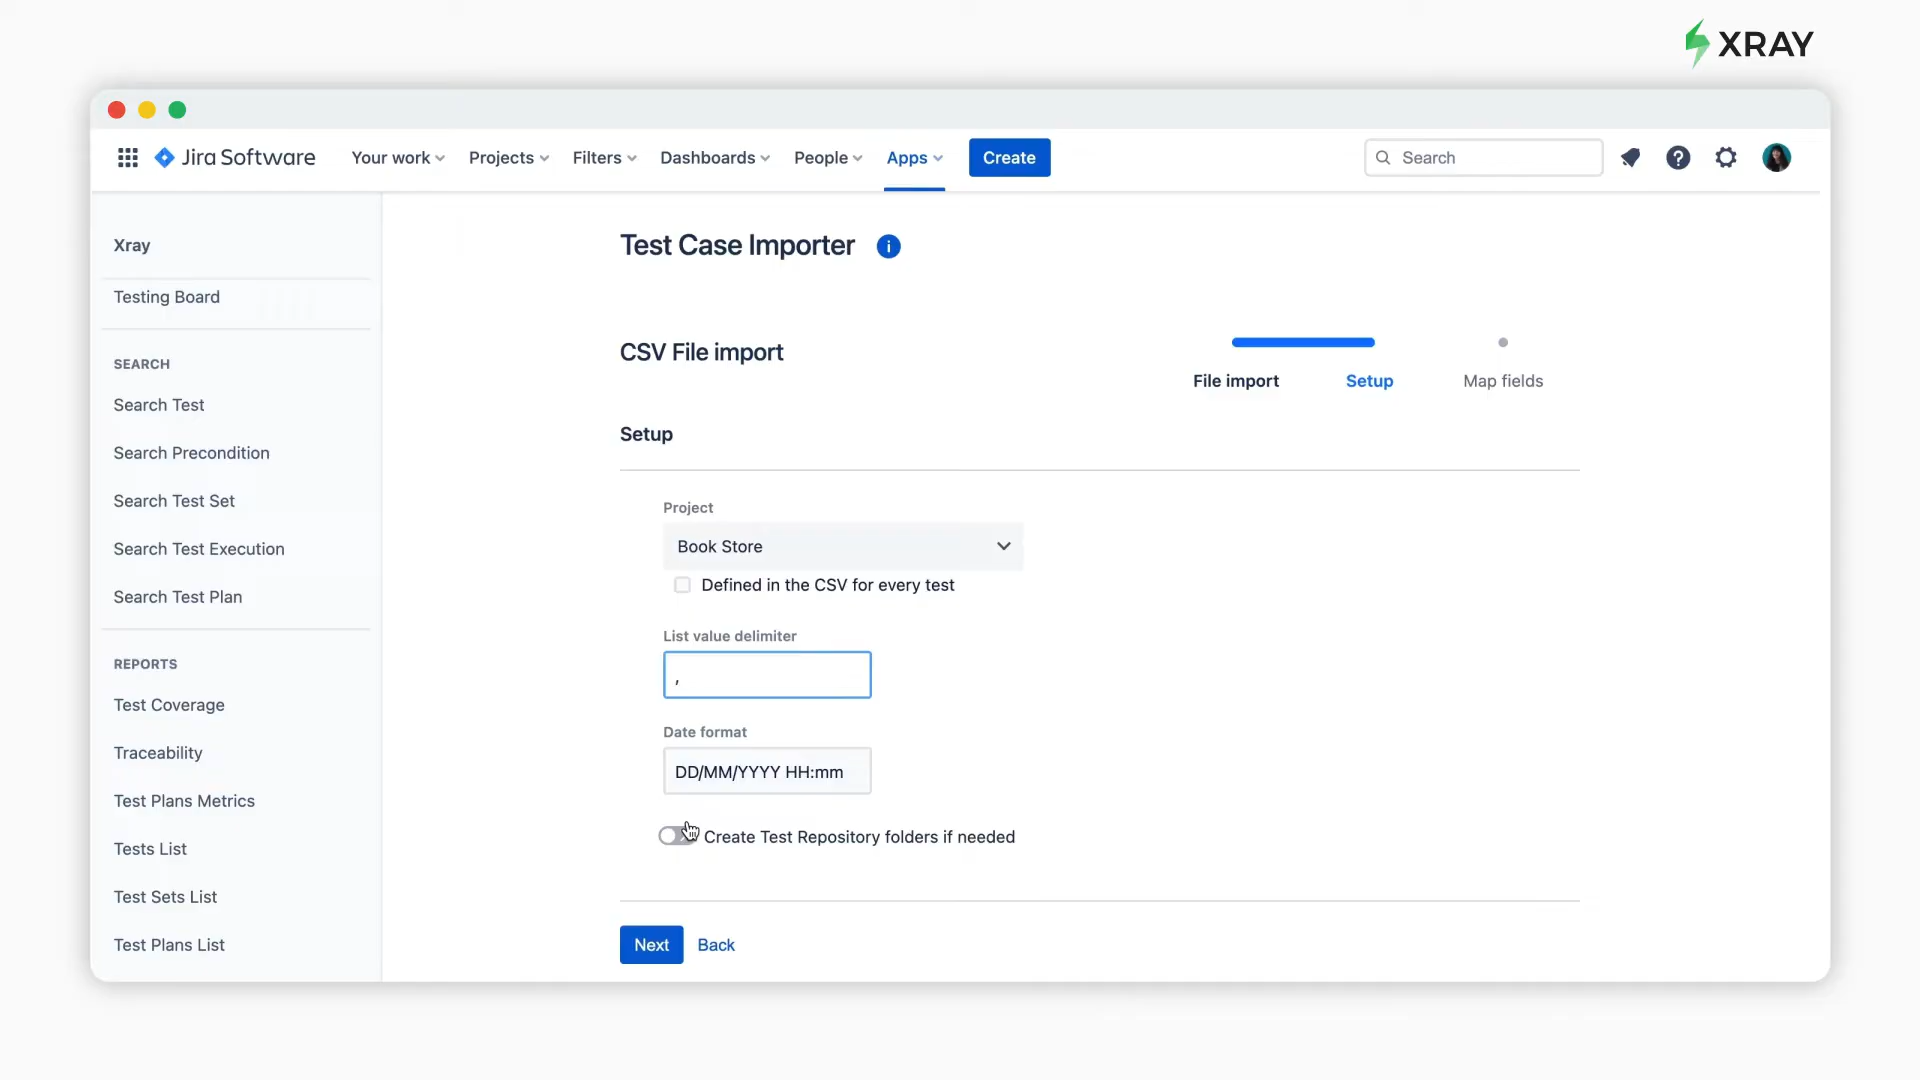 XRAY
Jira Software Your work Projects Filters Dashboards People Apps Create Search
Xray
Testing Board
SEARCH
Search Test
Search Precondition
Search Test Set
Search Test Execution
Search Test Plan
REPORTS
Test Coverage
Traceability
Test Plans Metrics
Tests List
Test Sets List
Test Plans List
Test Case Importer
CSV File import
File import Setup Map fields
Setup
Project
Book Store
Defined in the CSV for every test
List value delimiter
,
Date format
DD/MM/YYYY HH:mm
Create Test Repository folders if needed
Next Back